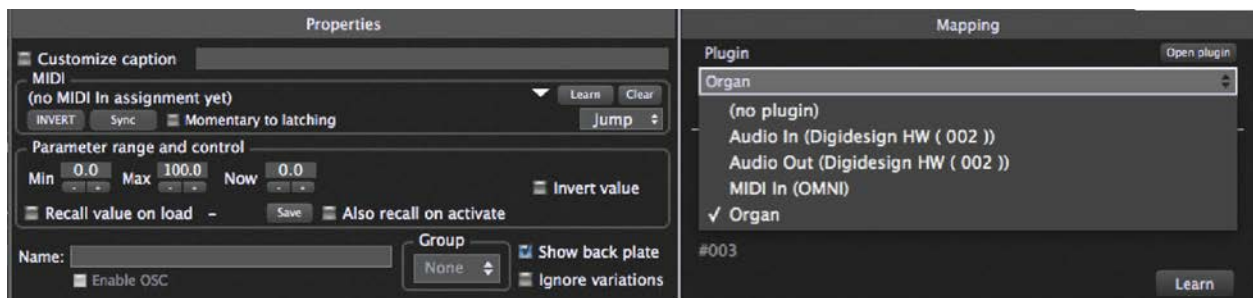 Properties
Customize caption
MIDI
(no MIDI In assignment yet) Learn Clear
INVERT Sync Momentary to latching Jump
Parameter range and control
Min 0.0 Max 100.0 Now 0.0
- + - + - +
Invert value
Recall value on load - Save Also recall on activate
Group
Name: None Show back plate
Enable OSC Ignore variations
Mapping
Plugin Open plugin
Organ
(no plugin)
Audio In (Digidesign HW ( 002 ))
Audio Out (Digidesign HW ( 002 ))
MIDI In (OMNI)
✓ Organ
#003
Learn